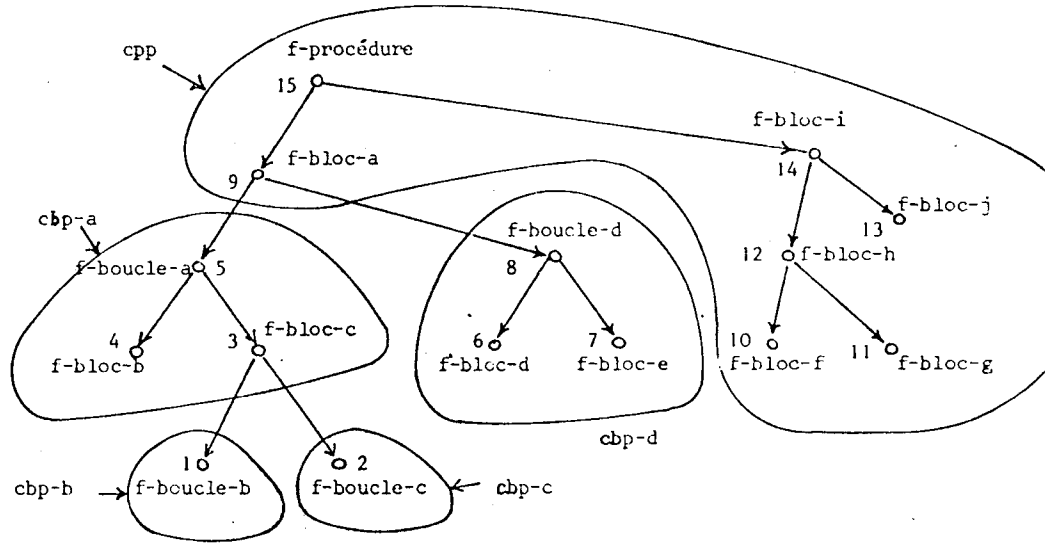 cpp
f-procédure
15
f-bloc-i
14
f-bloc-a
9
f-bloc-j
13
cbp-a
f-boucle-d
8
12
f-bloc-h
f-boucle-a
5
4
3
f-bloc-c
6
7
10
11
f-bloc-b
f-bloc-d
f-bloc-e
f-bloc-f
f-bloc-g
cbp-d
1
2
cbp-b
f-boucle-b
f-boucle-c
cbp-c